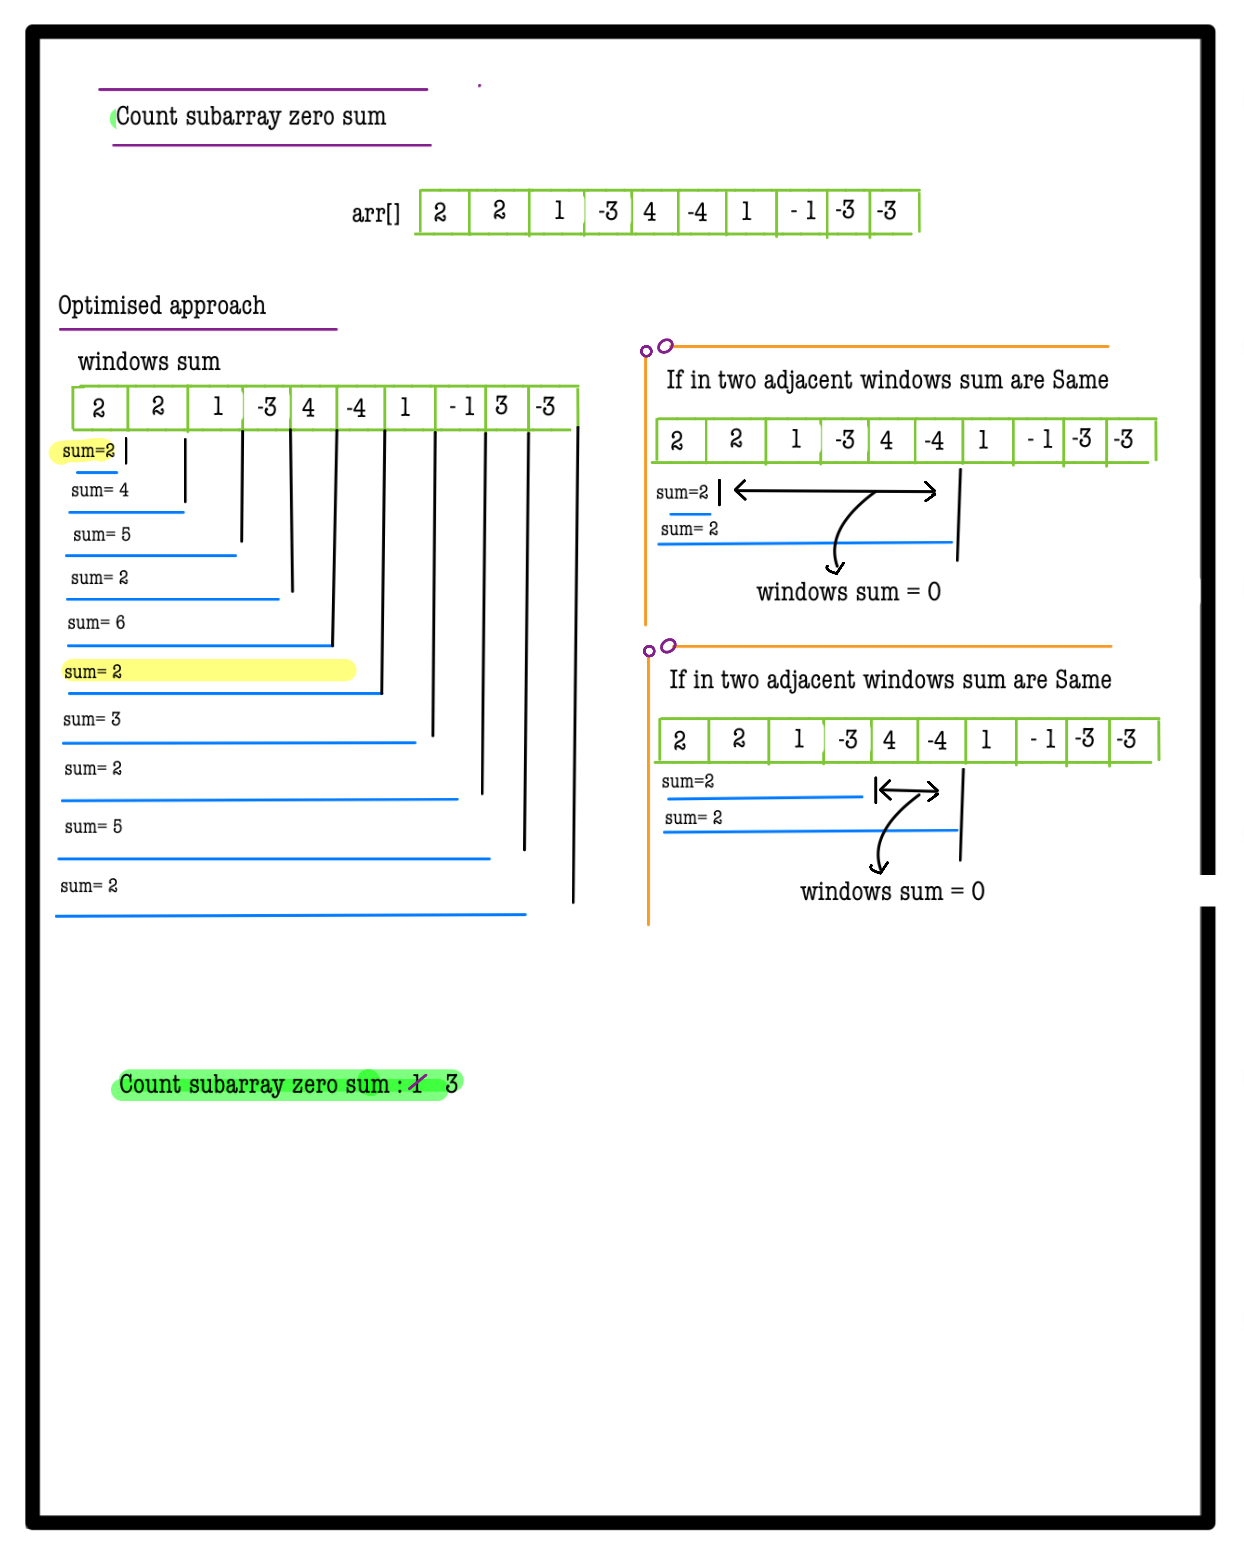 Count subarray zero sum
arr[] 2 2 1 -3 4 -4 1 - 1 -3 -3
Optimised approach
windows sum
2 2 1 -3 4 -4 1 - 1 3 -3
sum=2
sum= 4
sum= 5
sum= 2
sum= 6
sum= 2
sum= 3
sum= 2
sum= 5
sum= 2
If in two adjacent windows sum are Same
2 2 1 -3 4 -4 1 - 1 -3 -3
sum=2
sum= 2
windows sum = 0
If in two adjacent windows sum are Same
2 2 1 -3 4 -4 1 - 1 -3 -3
sum=2
sum= 2
windows sum = 0
Count subarray zero sum : 1 3